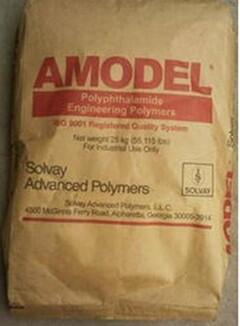 AMODEL®
Polyphthalamide
Engineering Polymers
ISO 9001 Registered Quality System
Net weight 25 kg (55.115 lbs)
For Industrial Use Only
Solvay
Advanced Polymers
SOLVAY
Solvay Advanced Polymers, L.L.C.
4500 McGinnis Ferry Road, Alpharetta, Georgia 30005-3914